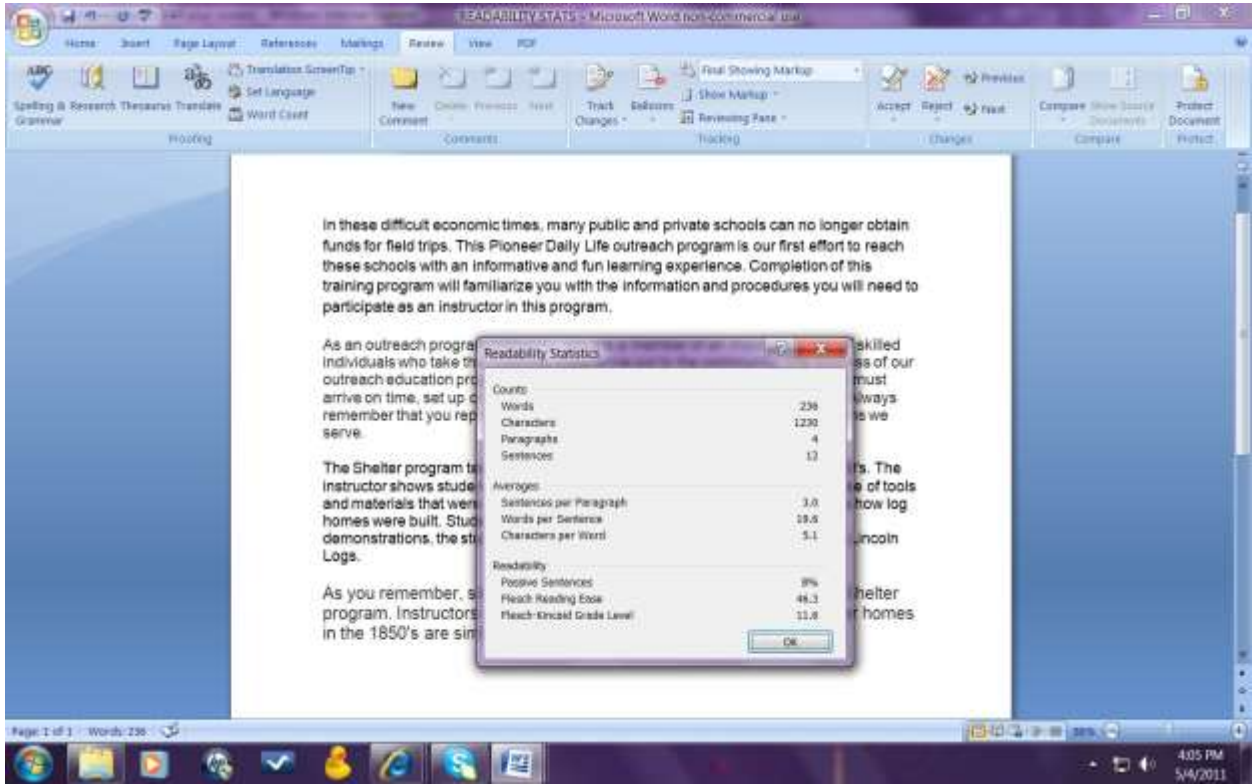 READABILITY STATS - Microsoft Word non-commercial use
Home Insert Page Layout References Mailings Review View PDF
Spelling & Grammar Research Thesaurus Translate
Translation ScreenTip
Set Language
Word Count
New Comment Delete Previous Next
Track Changes Balloons
Final Showing Markup
Show Markup
Reviewing Pane
Accept Reject Previous Next
Compare Show Source Documents
Protect Document
Proofing Comments Tracking Changes Compare Protect
In these difficult economic times, many public and private schools can no longer obtain
funds for field trips. This Pioneer Daily Life outreach program is our first effort to reach
these schools with an informative and fun learning experience. Completion of this
training program will familiarize you with the information and procedures you will need to
participate as an instructor in this program.
As an outreach progra skilled
individuals who take th ss of our
outreach education pro must
arrive on time, set up
remember that you rep s we
serve.
The Shelter program te s. The
instructor shows stude of tools
and materials that wer how log
homes were built. Stud
demonstrations, the st Lincoln
Logs.
As you remember, s helter
program. Instructors homes
in the 1850's are sim
Readability Statistics
Counts
Words 236
Characters 1230
Paragraphs 4
Sentences 12
Averages
Sentences per Paragraph 3.0
Words per Sentence 19.6
Characters per Word 5.1
Readability
Passive Sentences 8%
Flesch Reading Ease 46.3
Flesch-Kincaid Grade Level 11.6
OK
Page: 1 of 1 Words: 236
4:05 PM
5/4/2011